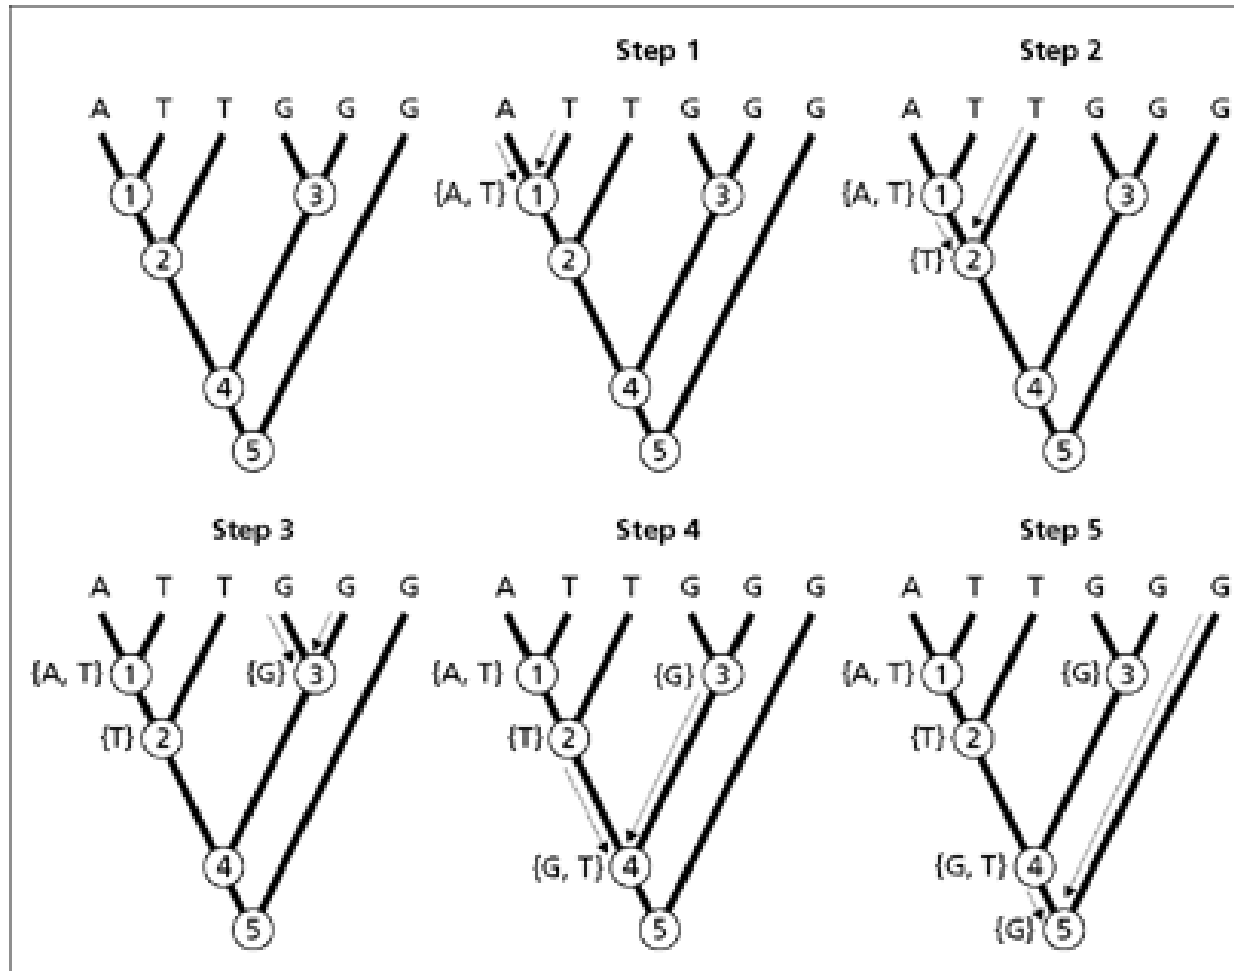 Step 1 Step 2
A T T G G G A T T G G G A T T G G G
1 3 {A, T} 1 3 {A, T} 1 3
2 2 {T} 2
4 4 4
5 5 5
Step 3 Step 4 Step 5
A T T G G G A T T G G G A T T G G G
{A, T} 1 {G} 3 {A, T} 1 {G} 3 {A, T} 1 {G} 3
{T} 2 {T} 2 {T} 2
4 {G, T} 4 {G, T} 4
5 5 {G} 5